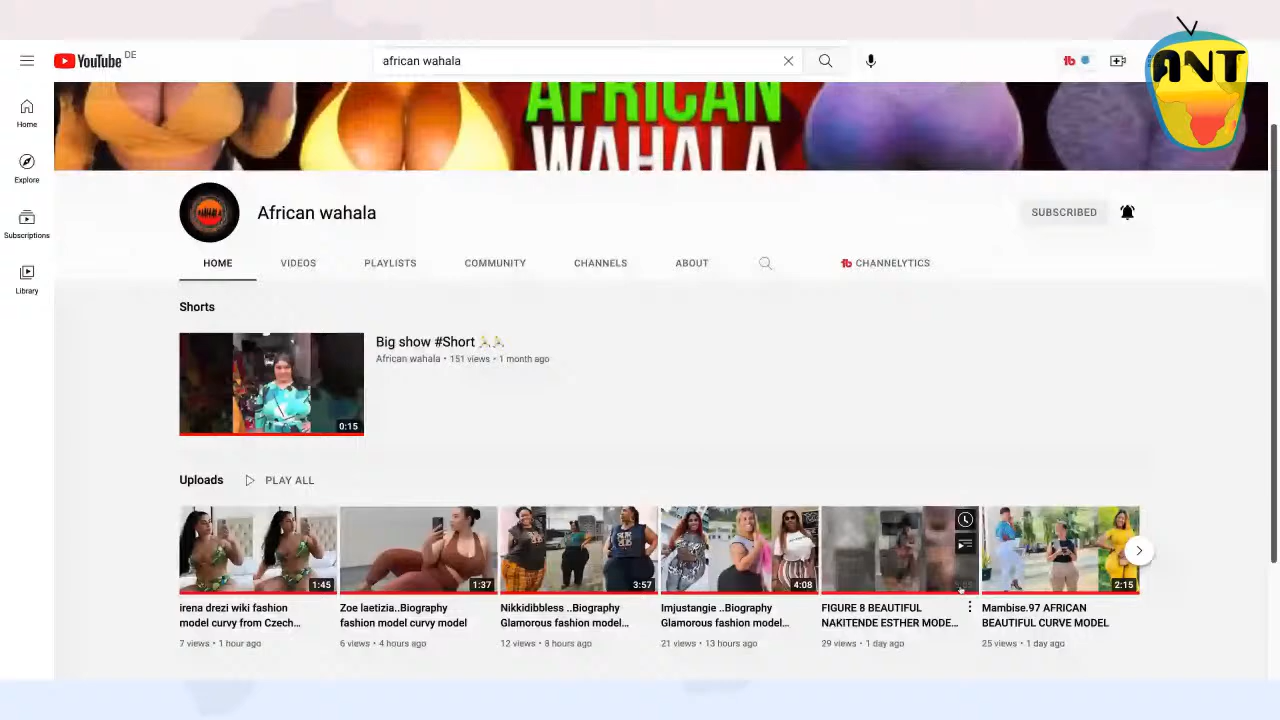 YouTube DE
african wahala
ANT
Home
Explore
Subscriptions
Library
AFRICAN
WAHALA
African wahala
SUBSCRIBED
HOME VIDEOS PLAYLISTS COMMUNITY CHANNELS ABOUT CHANNELYTICS
Shorts
Big show #Short
African wahala • 151 views • 1 month ago
0:15
Uploads PLAY ALL
1:45
1:37
3:57
4:08
2:15
irena drezi wiki fashion
model curvy from Czech...
7 views • 1 hour ago
Zoe laetizia..Biography
fashion model curvy model
6 views • 4 hours ago
Nikkidibbless ..Biography
Glamorous fashion model...
12 views • 8 hours ago
Imjustangie ..Biography
Glamorous fashion model...
21 views • 13 hours ago
FIGURE 8 BEAUTIFUL
NAKITENDE ESTHER MODE...
29 views • 1 day ago
Mambise.97 AFRICAN
BEAUTIFUL CURVE MODEL
25 views • 1 day ago